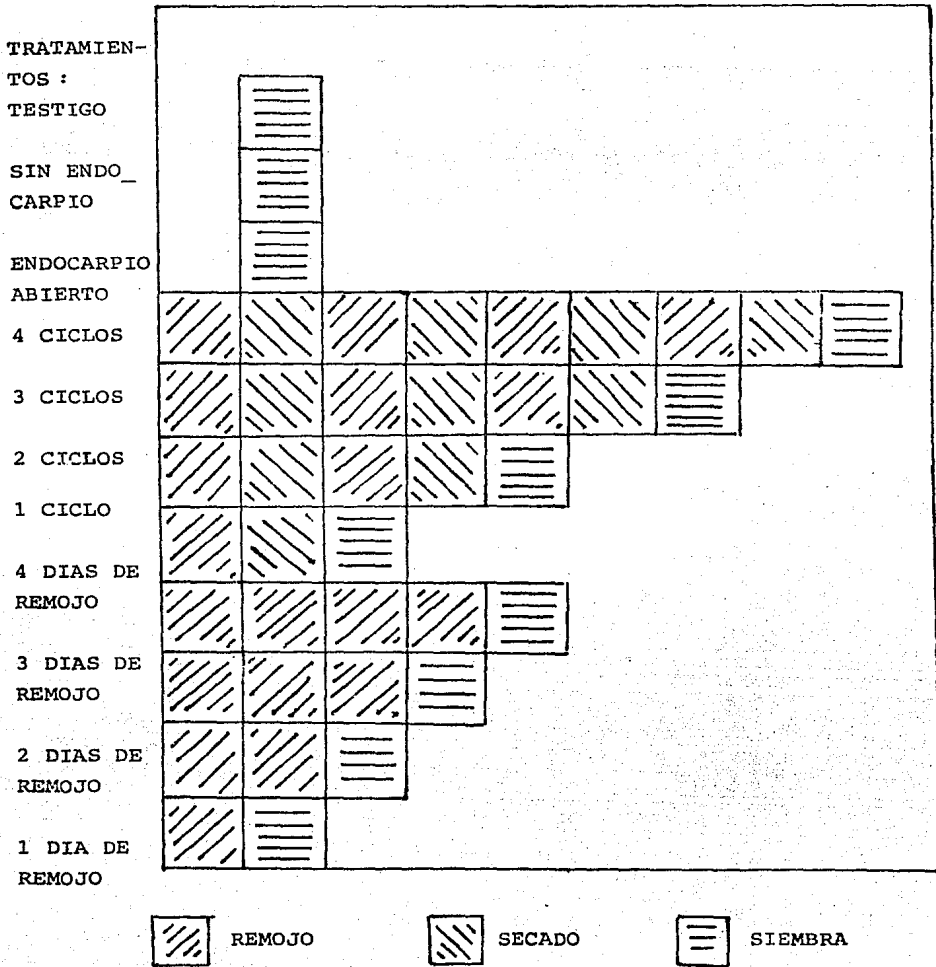 TRATAMIEN-
TOS :
TESTIGO
SIN ENDO_
CARPIO
ENDOCARPIO
ABIERTO
4 CICLOS
3 CICLOS
2 CICLOS
1 CICLO
4 DIAS DE
REMOJO
3 DIAS DE
REMOJO
2 DIAS DE
REMOJO
1 DIA DE
REMOJO
REMOJO
SECADO
SIEMBRA